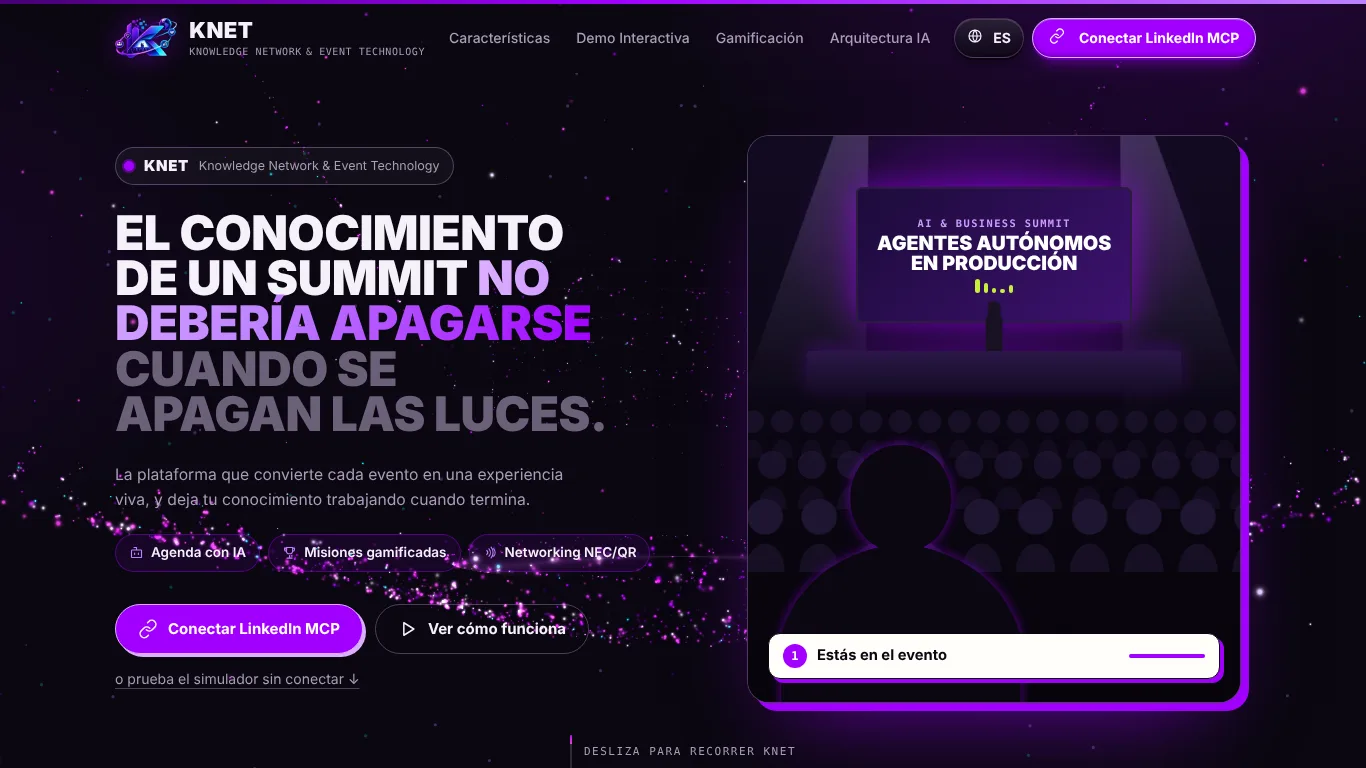 KNET
KNOWLEDGE NETWORK & EVENT TECHNOLOGY
Características
Demo Interactiva
Gamificación
Arquitectura IA
ES
Conectar LinkedIn MCP
KNET Knowledge Network & Event Technology
EL CONOCIMIENTO
DE UN SUMMIT NO
DEBERÍA APAGARSE
CUANDO SE
APAGAN LAS LUCES.
La plataforma que convierte cada evento en una experiencia
viva, y deja tu conocimiento trabajando cuando termina.
Agenda con IA
Misiones gamificadas
Networking NFC/QR
Conectar LinkedIn MCP
Ver cómo funciona
o prueba el simulador sin conectar ↓
AI & BUSINESS SUMMIT
AGENTES AUTÓNOMOS
EN PRODUCCIÓN
1 Estás en el evento
DESLIZA PARA RECORRER KNET